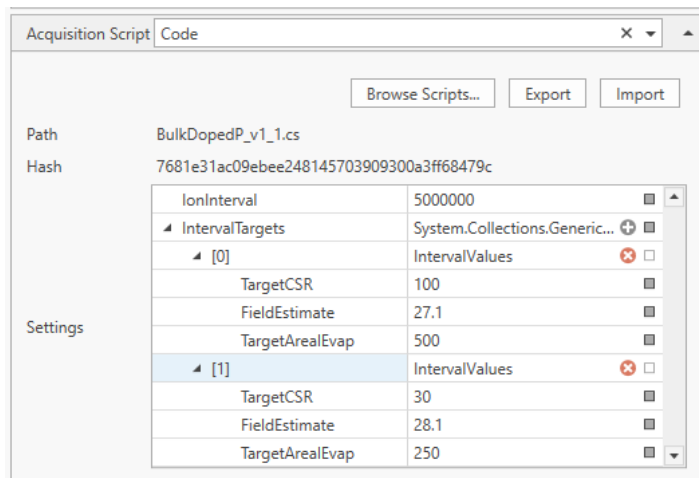 Acquisition Script Code
Browse Scripts... Export Import
Path BulkDopedP_v1_1.cs
Hash 7681e31ac09ebee248145703909300a3ff68479c
Settings
IonInterval 5000000
IntervalTargets System.Collections.Generic...
[0] IntervalValues
TargetCSR 100
FieldEstimate 27.1
TargetArealEvap 500
[1] IntervalValues
TargetCSR 30
FieldEstimate 28.1
TargetArealEvap 250